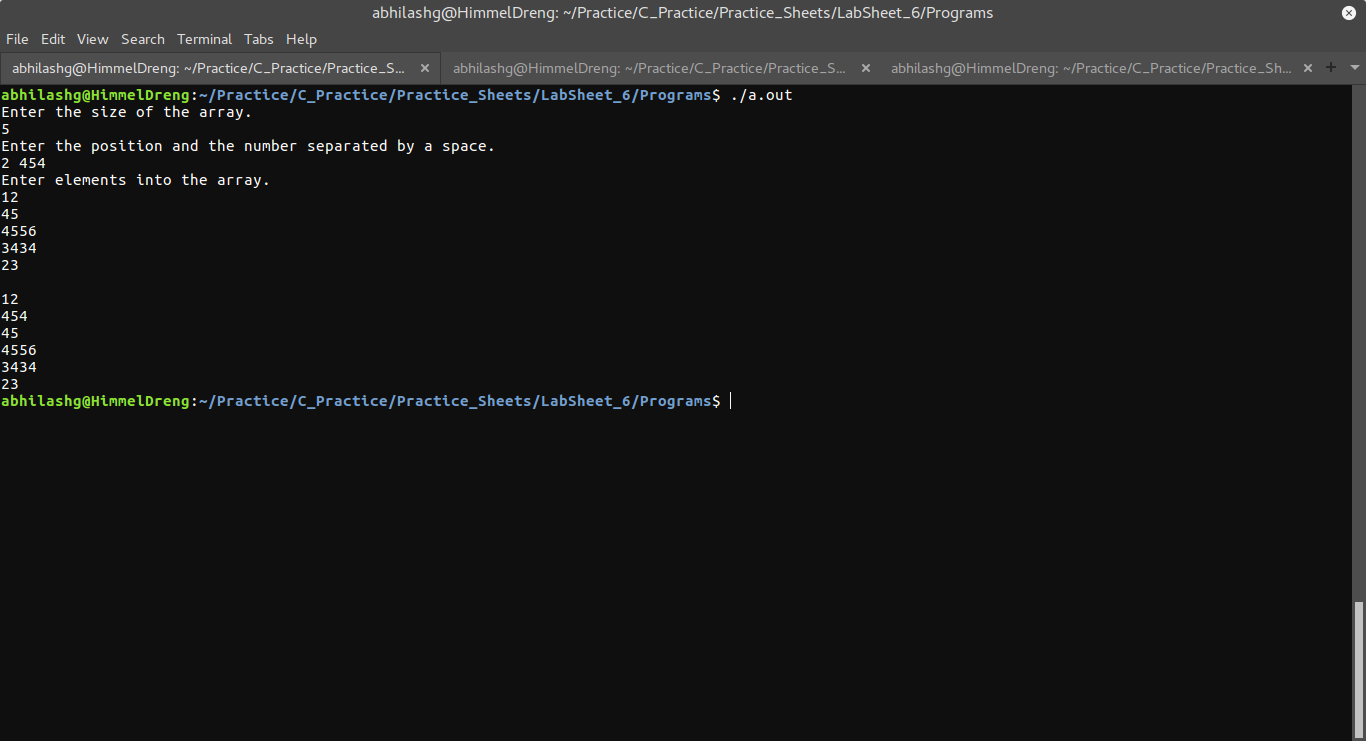 abhilashg@HimmelDreng: ~/Practice/C_Practice/Practice_Sheets/LabSheet_6/Programs
File Edit View Search Terminal Tabs Help
abhilashg@HimmelDreng: ~/Practice/C_Practice/Practice_S... abhilashg@HimmelDreng: ~/Practice/C_Practice/Practice_S... abhilashg@HimmelDreng: ~/Practice/C_Practice/Practice_Sh...
abhilashg@HimmelDreng:~/Practice/C_Practice/Practice_Sheets/LabSheet_6/Programs$ ./a.out
Enter the size of the array.
5
Enter the position and the number separated by a space.
2 454
Enter elements into the array.
12
45
4556
3434
23
12
454
45
4556
3434
23
abhilashg@HimmelDreng:~/Practice/C_Practice/Practice_Sheets/LabSheet_6/Programs$